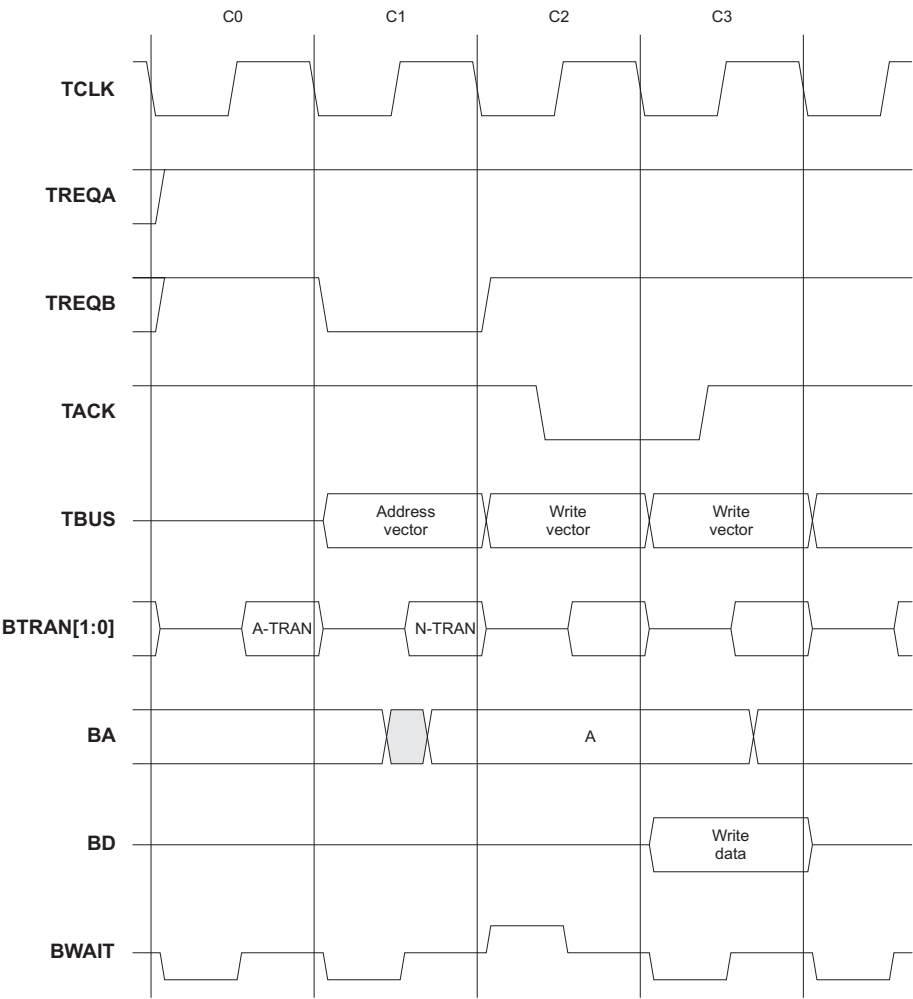 C0 C1 C2 C3
TCLK
TREQA
TREQB
TACK
TBUS
Address
vector
Write
vector
Write
vector
BTRAN[1:0]
A-TRAN
N-TRAN
BA
A
BD
Write
data
BWAIT